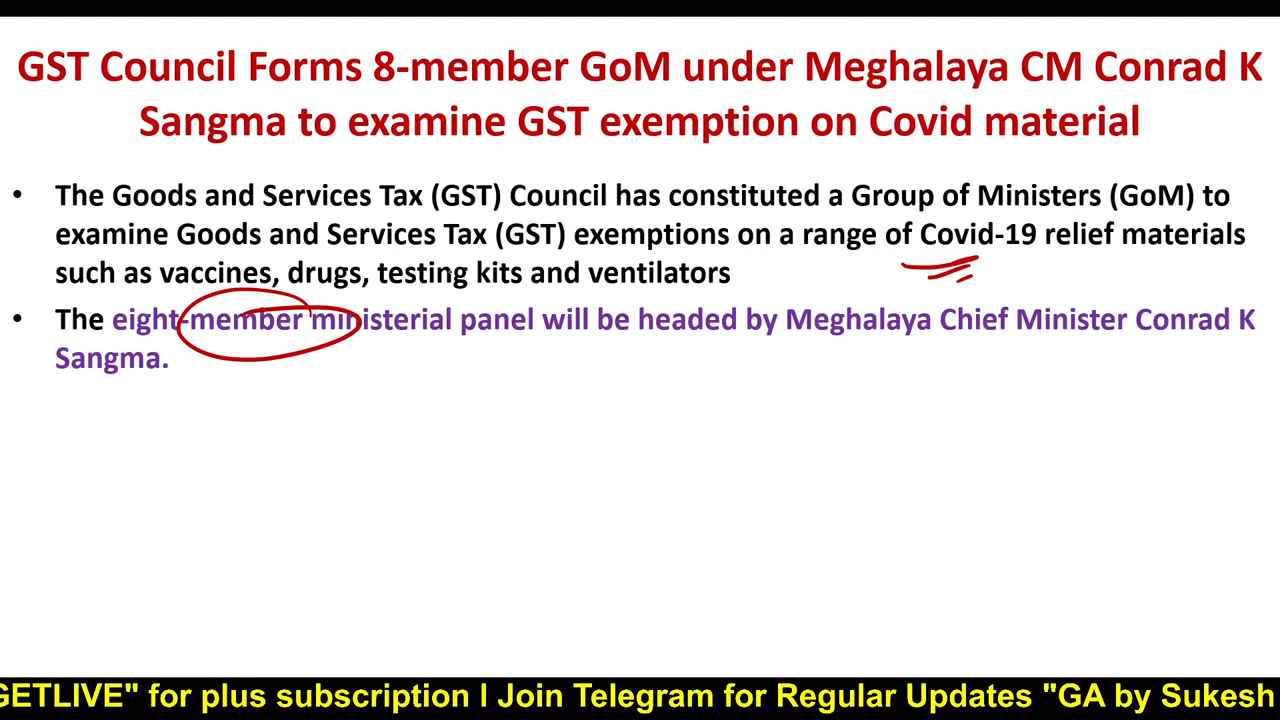 GST Council Forms 8-member GoM under Meghalaya CM Conrad K
Sangma to examine GST exemption on Covid material
• The Goods and Services Tax (GST) Council has constituted a Group of Ministers (GoM) to
examine Goods and Services Tax (GST) exemptions on a range of Covid-19 relief materials
such as vaccines, drugs, testing kits and ventilators
• The eight-member ministerial panel will be headed by Meghalaya Chief Minister Conrad K
Sangma.
GETLIVE" for plus subscription I Join Telegram for Regular Updates "GA by Sukesh